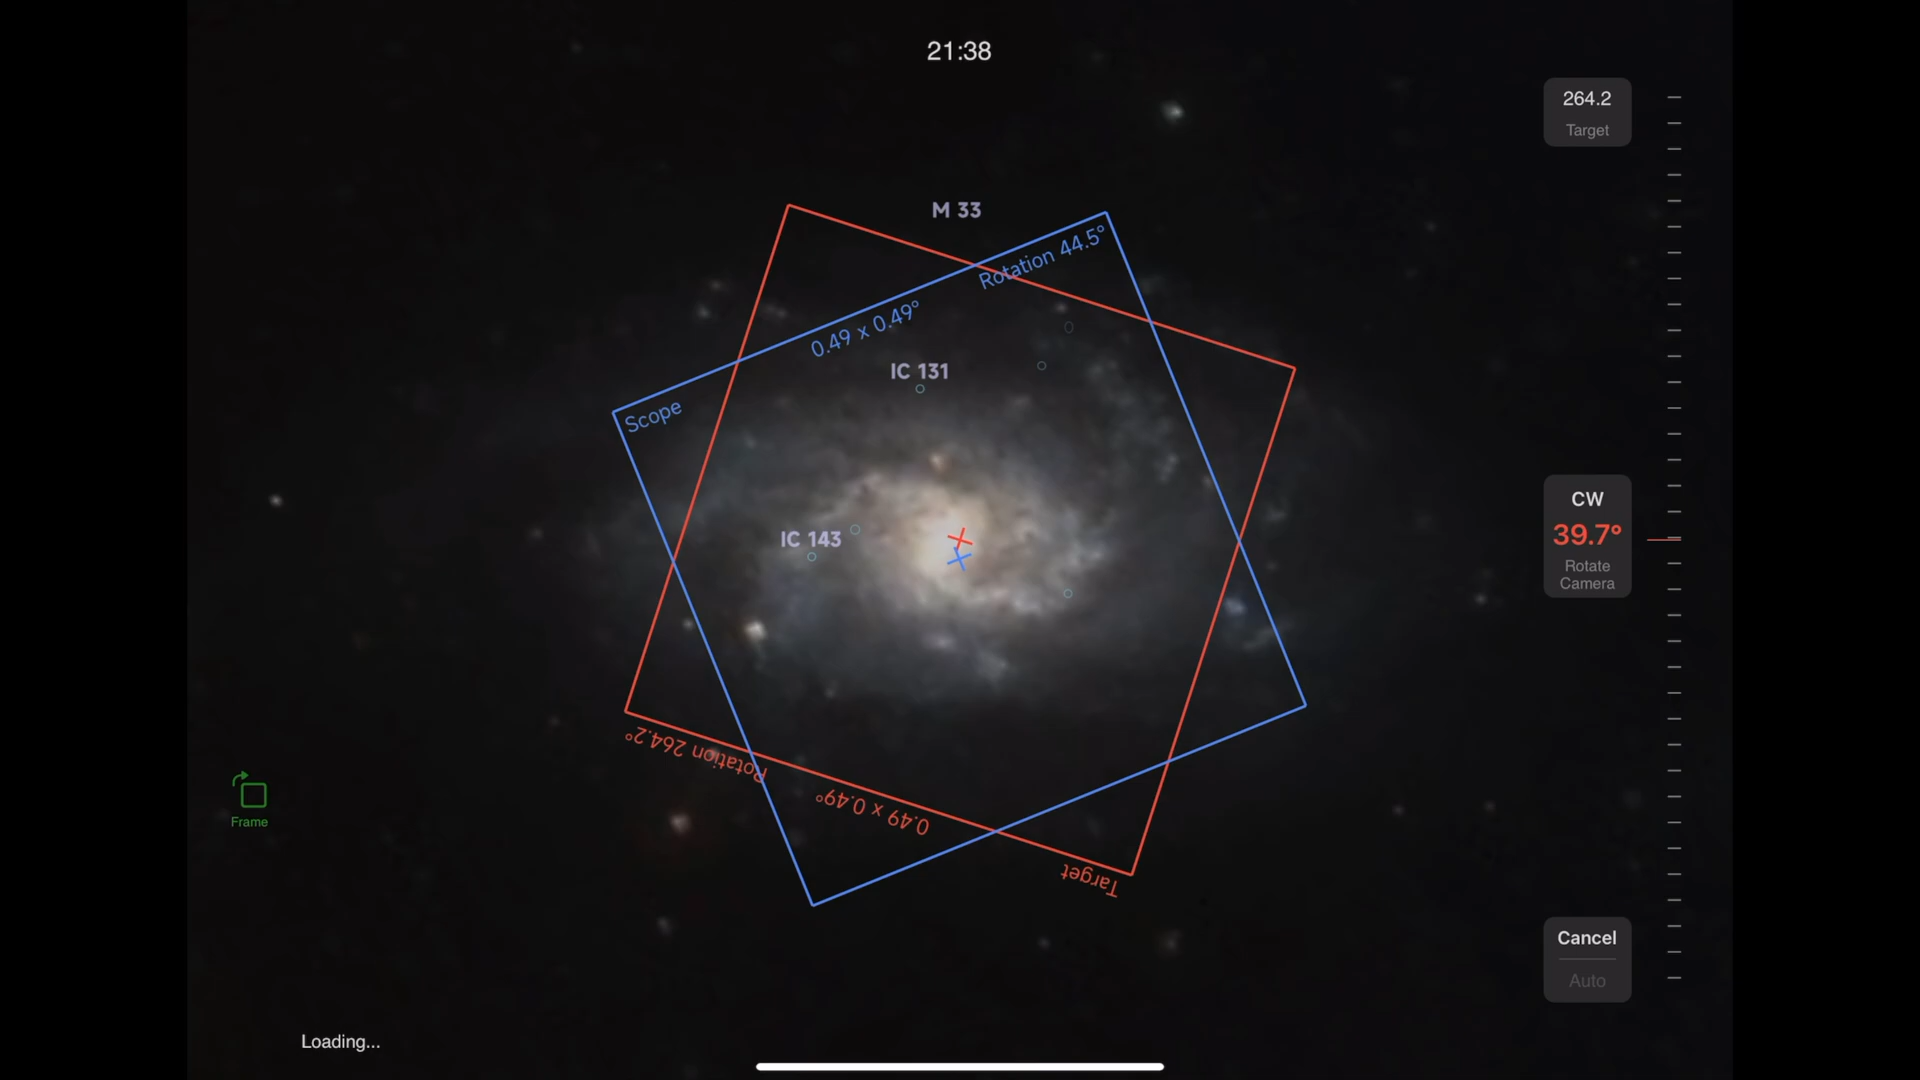 21:38
264.2
Target
M 33
Rotation 44.5°
0.49 x 0.49°
IC 131
Scope
CW
39.7°
Rotate
Camera
IC 143
Rotation 264.2°
0.49 x 0.49°
Target
Frame
Cancel
Auto
Loading...